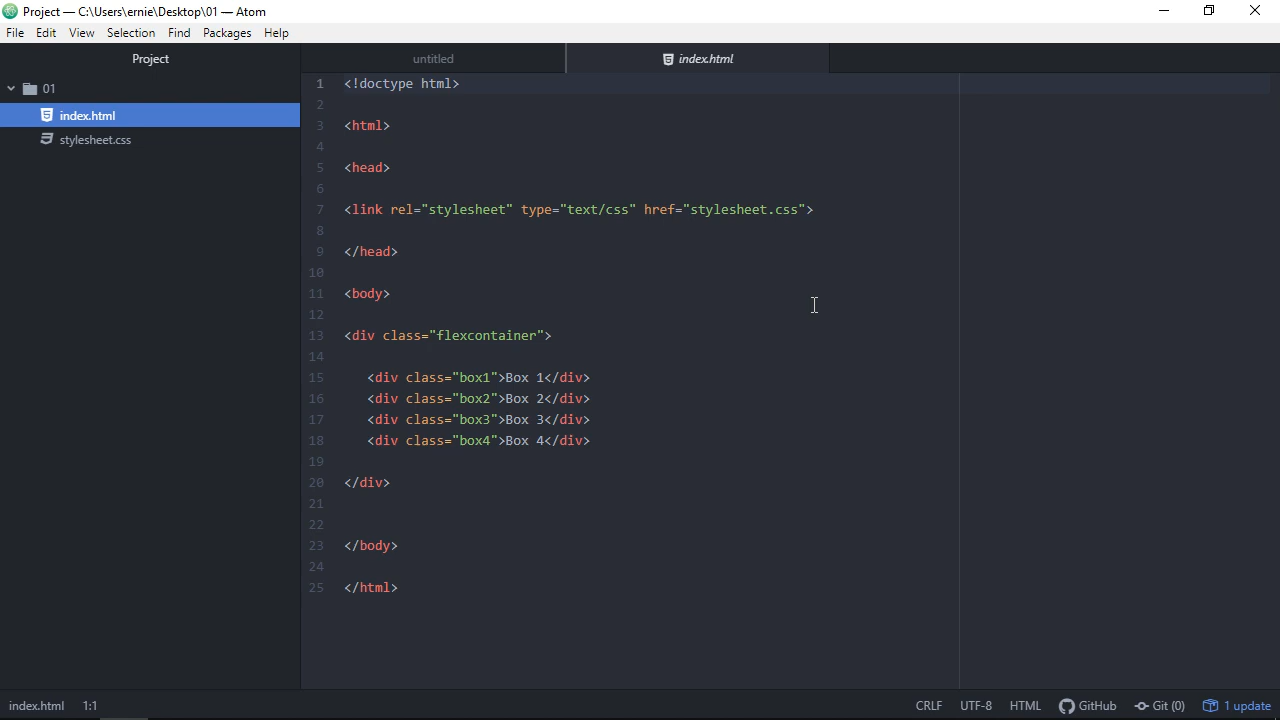 Project — C:\Users\ernie\Desktop\01 — Atom
File Edit View Selection Find Packages Help
Project
untitled
index.html
01
index.html
stylesheet.css
1 <!doctype html>
2
3 <html>
4
5 <head>
6
7 <link rel="stylesheet" type="text/css" href="stylesheet.css">
8
9 </head>
10
11 <body>
12
13 <div class="flexcontainer">
14
15 <div class="box1">Box 1</div>
16 <div class="box2">Box 2</div>
17 <div class="box3">Box 3</div>
18 <div class="box4">Box 4</div>
19
20 </div>
21
22
23 </body>
24
25 </html>
index.html 1:1 CRLF UTF-8 HTML GitHub Git (0) 1 update